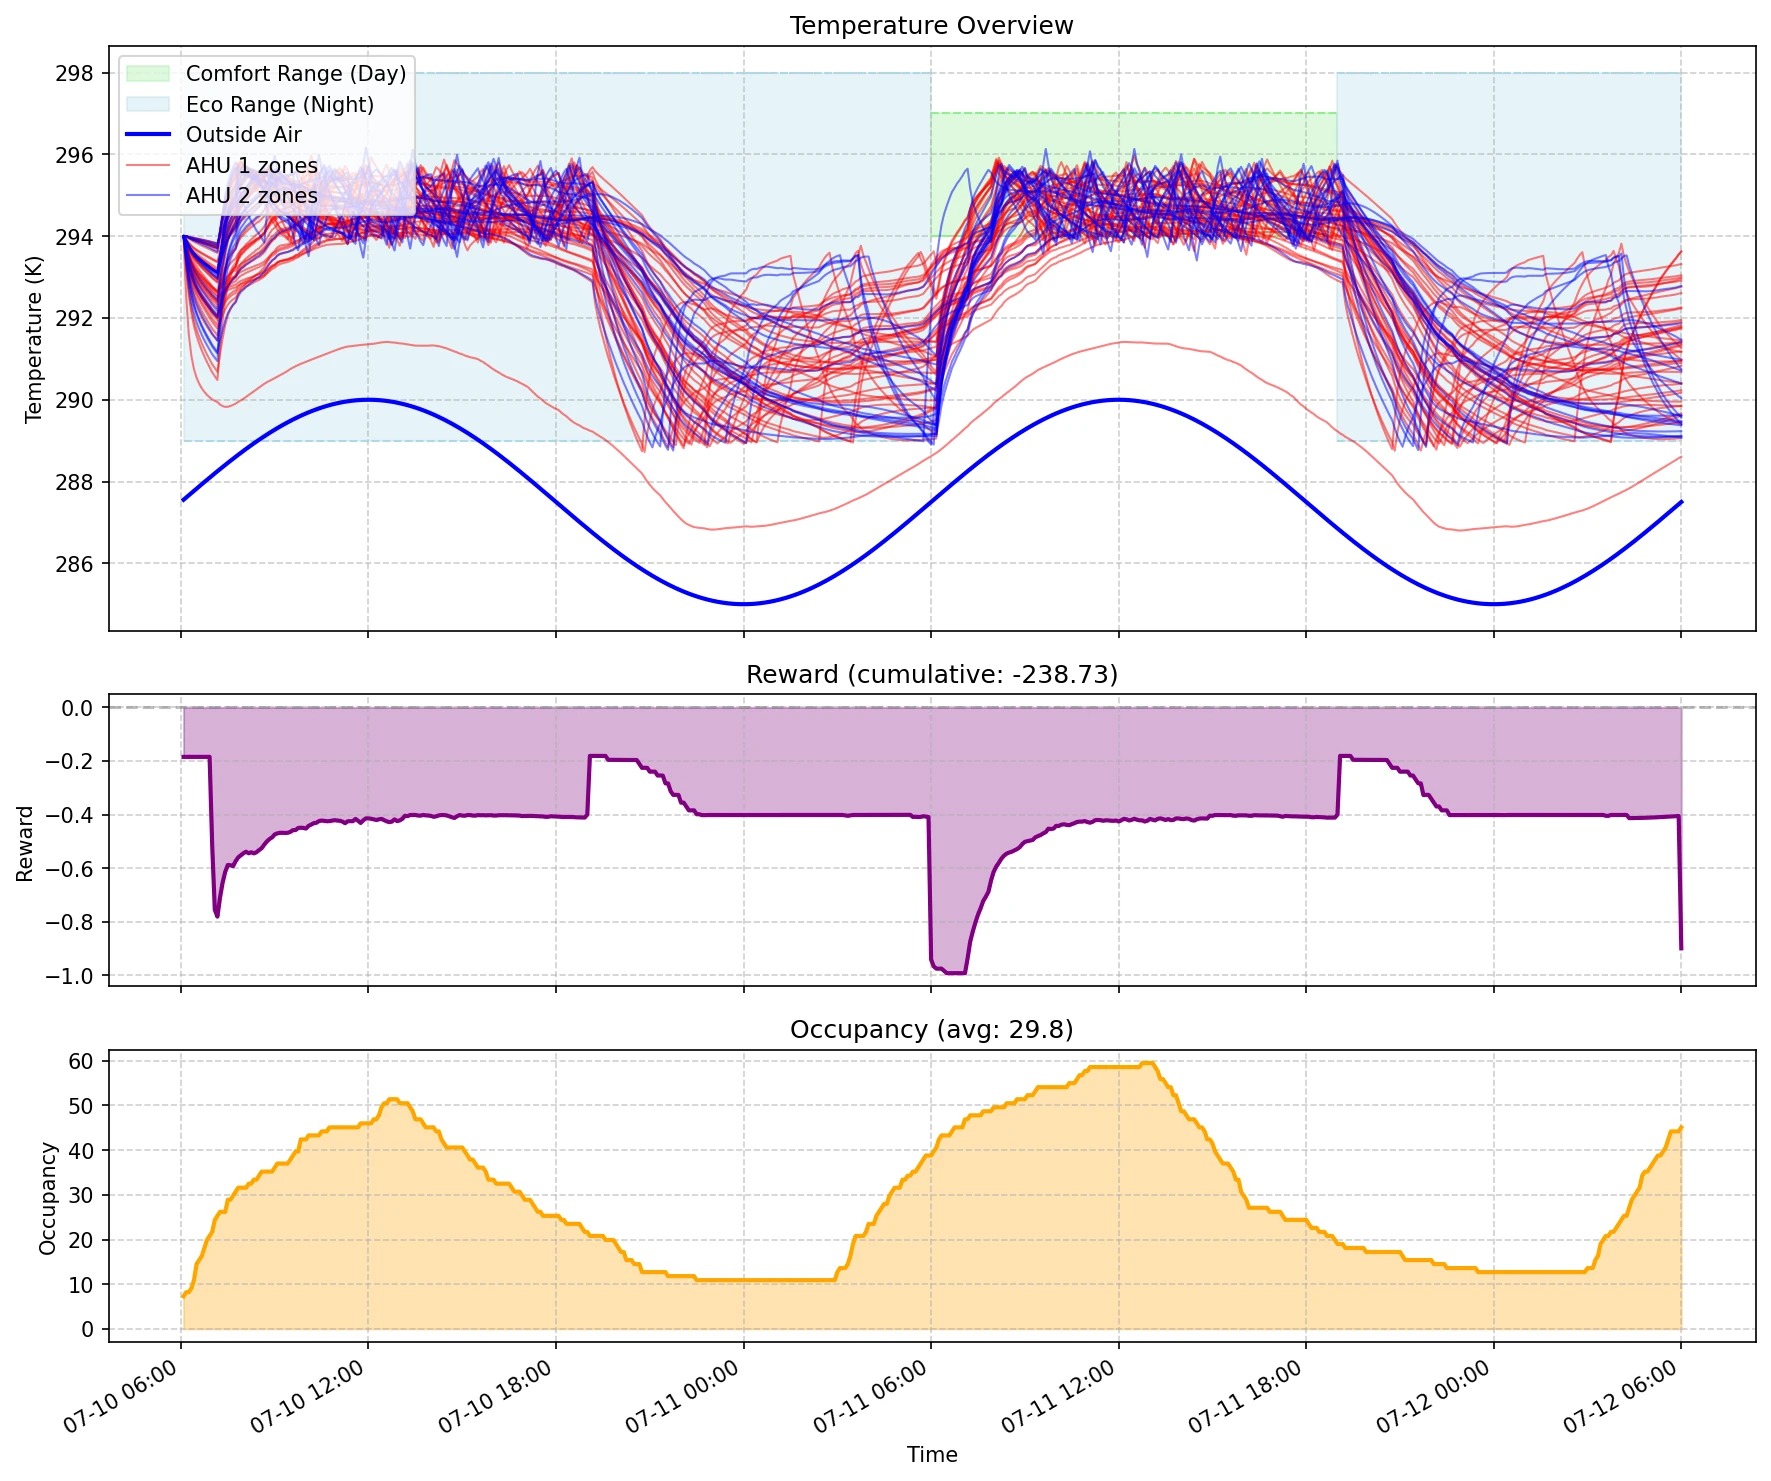 Temperature Overview
298
296
294
292
290
288
286
Temperature (K)
Comfort Range (Day)
Eco Range (Night)
Outside Air
AHU 1 zones
AHU 2 zones
Reward (cumulative: -238.73)
0.0
−0.2
−0.4
−0.6
−0.8
−1.0
Reward
Occupancy (avg: 29.8)
60
50
40
30
20
10
0
Occupancy
07-10 06:00
07-10 12:00
07-10 18:00
07-11 00:00
07-11 06:00
07-11 12:00
07-11 18:00
07-12 00:00
07-12 06:00
Time